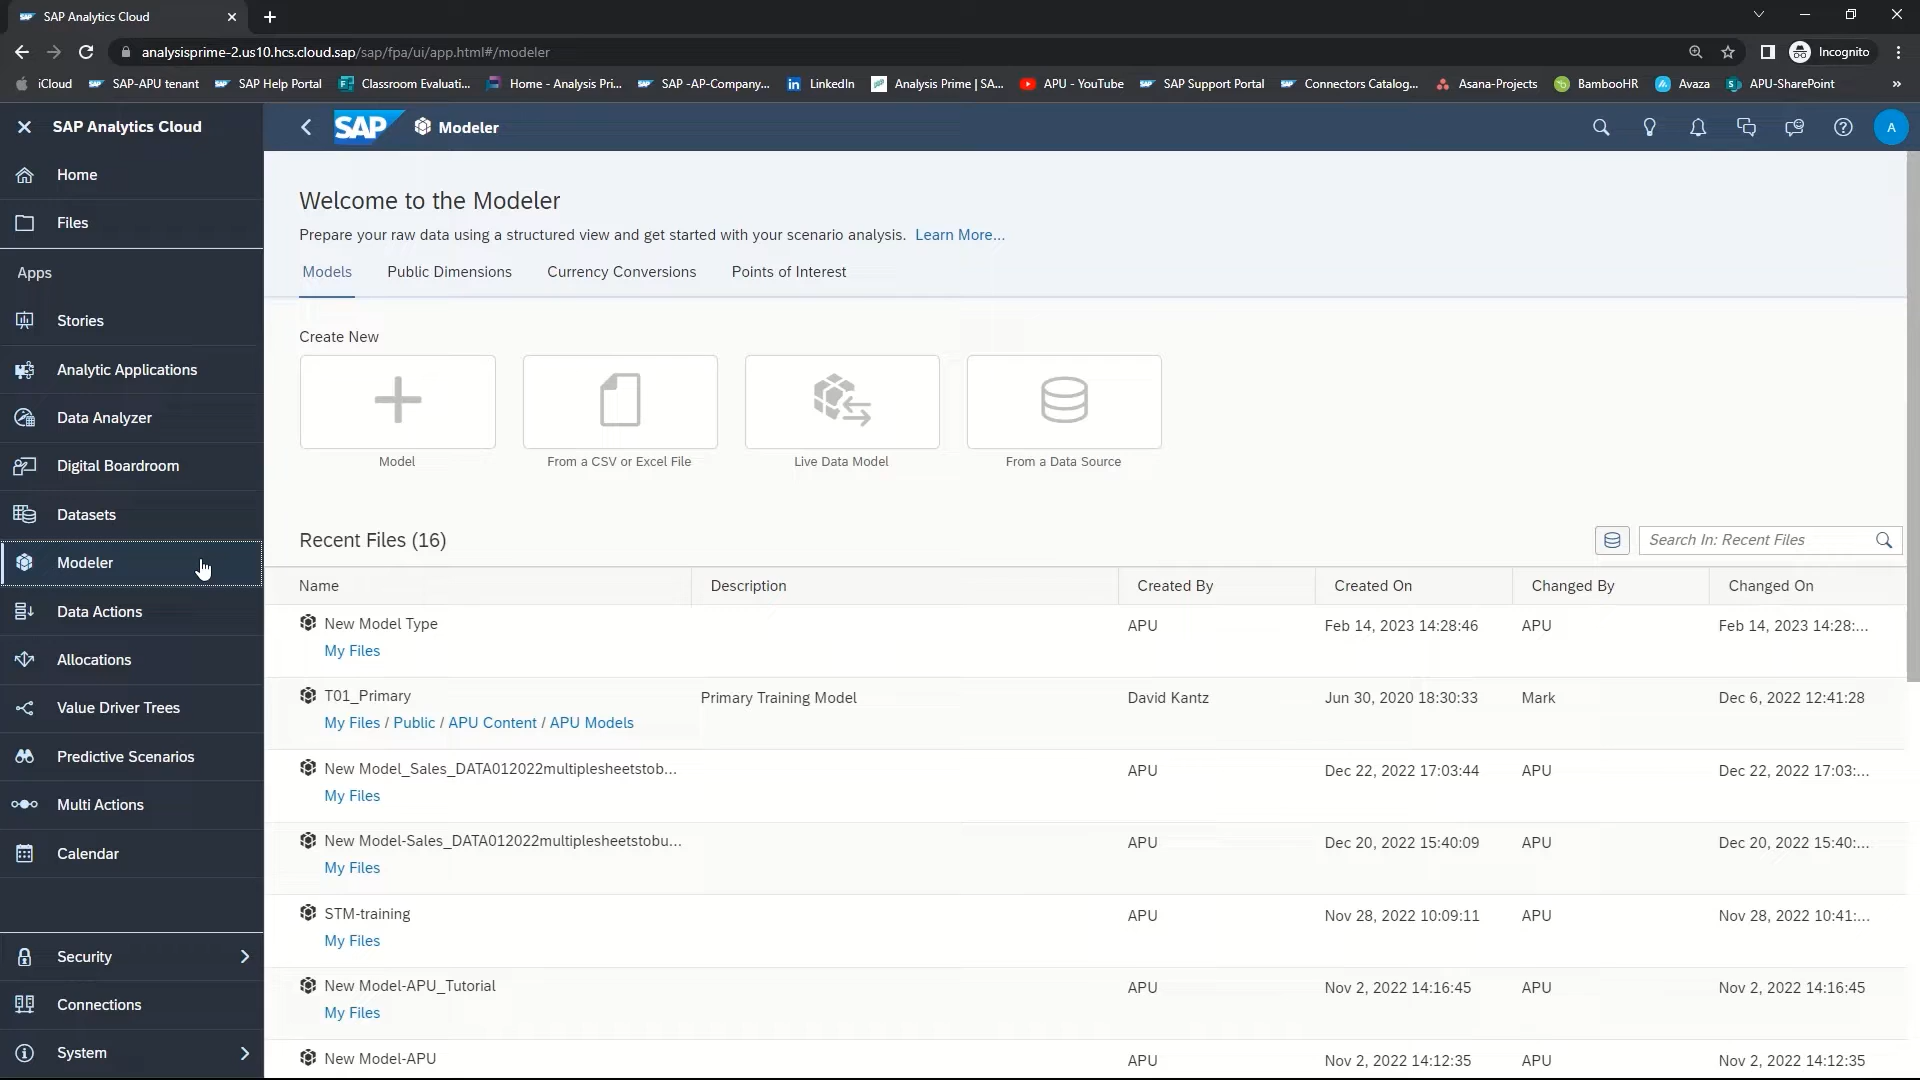 SAP Analytics Cloud
analysisprime-2.us10.hcs.cloud.sap/sap/fpa/ui/app.html#/modeler
Incognito
iCloud
SAP-APU tenant
SAP Help Portal
Classroom Evaluati...
Home - Analysis Pri...
SAP -AP-Company...
LinkedIn
Analysis Prime | SA...
APU - YouTube
SAP Support Portal
Connectors Catalog...
Asana-Projects
BambooHR
Avaza
APU-SharePoint
SAP Analytics Cloud
SAP
Modeler
A
Home
Files
Apps
Stories
Analytic Applications
Data Analyzer
Digital Boardroom
Datasets
Modeler
Data Actions
Allocations
Value Driver Trees
Predictive Scenarios
Multi Actions
Calendar
Security
Connections
System
Welcome to the Modeler
Prepare your raw data using a structured view and get started with your scenario analysis. Learn More...
Models Public Dimensions Currency Conversions Points of Interest
Create New
Model
From a CSV or Excel File
Live Data Model
From a Data Source
Recent Files (16)
Search In: Recent Files
Name Description Created By Created On Changed By Changed On
New Model Type APU Feb 14, 2023 14:28:46 APU Feb 14, 2023 14:28:...
My Files
T01_Primary Primary Training Model David Kantz Jun 30, 2020 18:30:33 Mark Dec 6, 2022 12:41:28
My Files / Public / APU Content / APU Models
New Model_Sales_DATA012022multiplesheetstob... APU Dec 22, 2022 17:03:44 APU Dec 22, 2022 17:03:...
My Files
New Model-Sales_DATA012022multiplesheetstobu... APU Dec 20, 2022 15:40:09 APU Dec 20, 2022 15:40:...
My Files
STM-training APU Nov 28, 2022 10:09:11 APU Nov 28, 2022 10:41:...
My Files
New Model-APU_Tutorial APU Nov 2, 2022 14:16:45 APU Nov 2, 2022 14:16:45
My Files
New Model-APU APU Nov 2, 2022 14:12:35 APU Nov 2, 2022 14:12:35